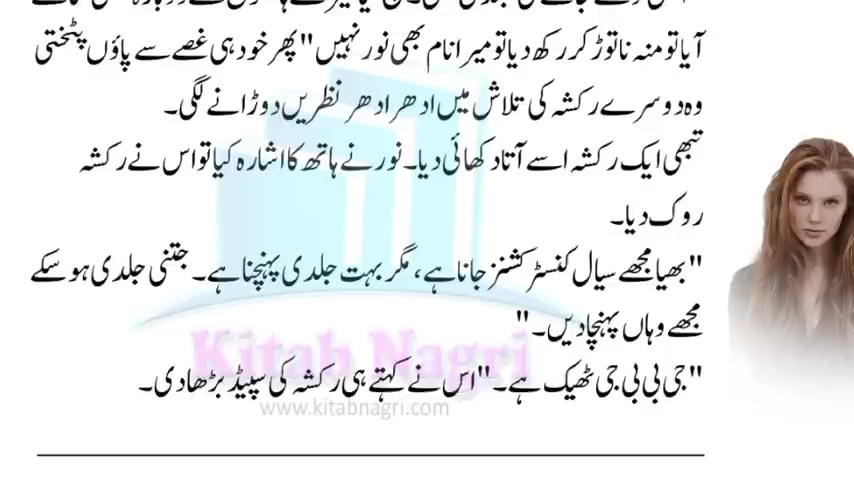 آیا تو منہ نا توڑ کر رکھ دیا تو میرا نام بھی نور نہیں" پھر خود ہی غصے سے پاؤں پٹختی
وہ دوسرے رکشہ کی تلاش میں ادھر ادھر نظریں دوڑانے لگی۔
تبھی ایک رکشہ اسے آتا دکھائی دیا۔ نور نے ہاتھ کا اشارہ کیا تو اس نے رکشہ
روک دیا۔
"بھیا مجھے سیال کنسٹرکشنز جانا ہے، مگر بہت جلدی پہنچنا ہے۔ جتنی جلدی ہو سکے
مجھے وہاں پہنچا دیں۔"
Kitab Nagri
"جی بی بی جی ٹھیک ہے۔" اس نے کہتے ہی رکشہ کی سپیڈ بڑھا دی۔
www.kitabnagri.com